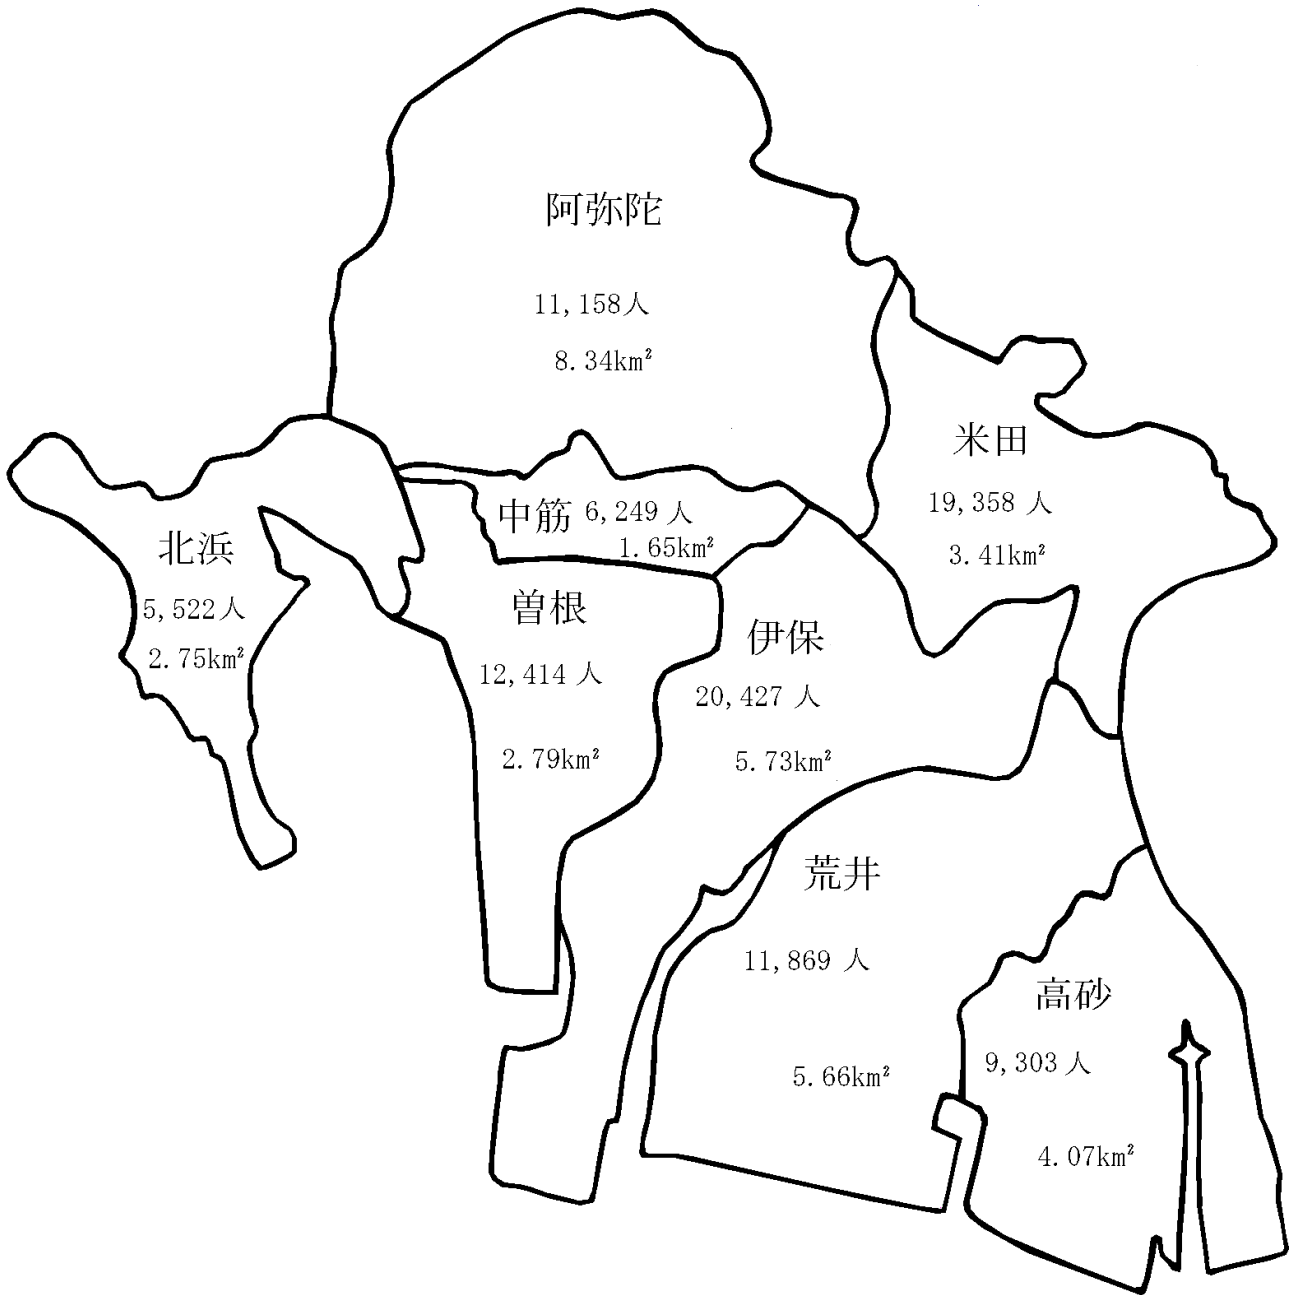 阿弥陀
11,158人
8.34km²
米田
19,358 人
3.41km²
中筋 6,249 人
1.65km²
北浜
5,522人
2.75km²
曽根
12,414 人
2.79km²
伊保
20,427 人
5.73km²
荒井
11,869 人
5.66km²
高砂
9,303 人
4.07km²